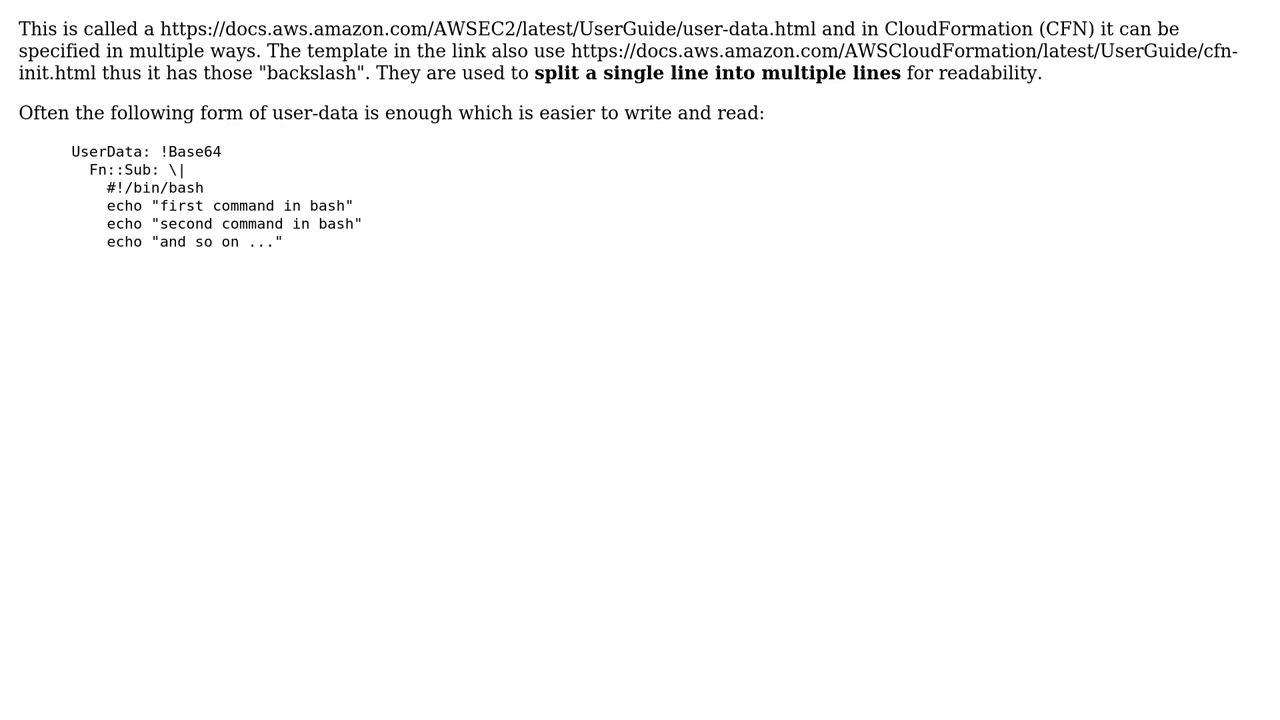 This is called a https://docs.aws.amazon.com/AWSEC2/latest/UserGuide/user-data.html and in CloudFormation (CFN) it can be
specified in multiple ways. The template in the link also use https://docs.aws.amazon.com/AWSCloudFormation/latest/UserGuide/cfn-
init.html thus it has those "backslash". They are used to split a single line into multiple lines for readability.
Often the following form of user-data is enough which is easier to write and read:
UserData: !Base64
  Fn::Sub: \|
    #!/bin/bash
    echo "first command in bash"
    echo "second command in bash"
    echo "and so on ..."